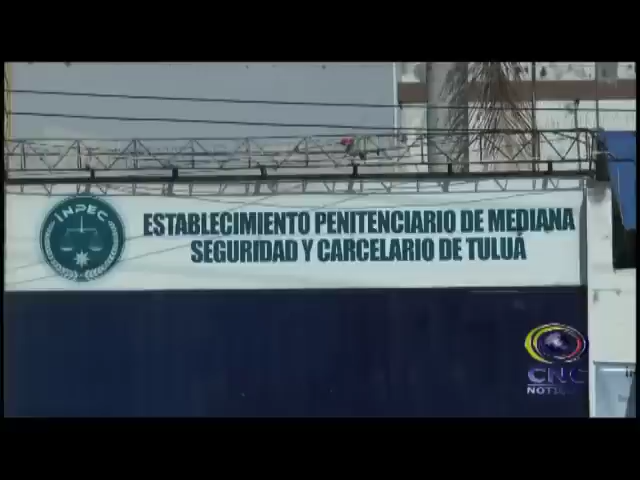 INPEC
ESTABLECIMIENTO PENITENCIARIO DE MEDIANA
SEGURIDAD Y CARCELARIO DE TULUÁ
CNC